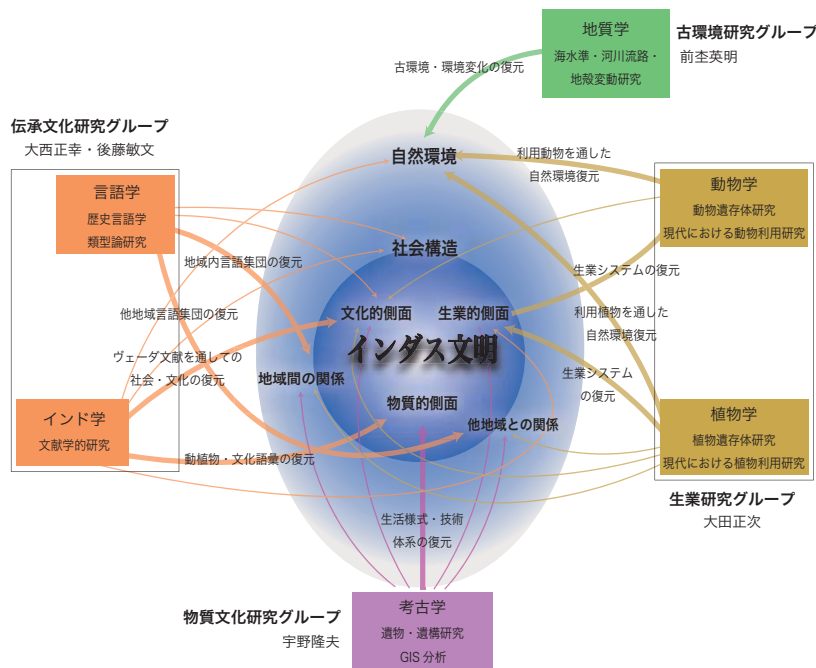 地質学
海水準・河川流路・
地殻変動研究
古環境研究グループ
前杢英明
古環境・環境変化の復元
伝承文化研究グループ
大西正幸・後藤敏文
言語学
歴史言語学
類型論研究
自然環境
利用動物を通した
自然環境復元
動物学
動物遺存体研究
現代における動物利用研究
社会構造
地域内言語集団の復元
生業システムの復元
他地域言語集団の復元
文化的側面
生業的側面
利用植物を通した
自然環境復元
インダス文明
ヴェーダ文献を通しての
社会・文化の復元
地域間の関係
生業システム
の復元
物質的側面
他地域との関係
インド学
文献学的研究
植物学
植物遺存体研究
現代における植物利用研究
動植物・文化語彙の復元
生業研究グループ
大田正次
生活様式・技術
体系の復元
物質文化研究グループ
宇野隆夫
考古学
遺物・遺構研究
GIS 分析